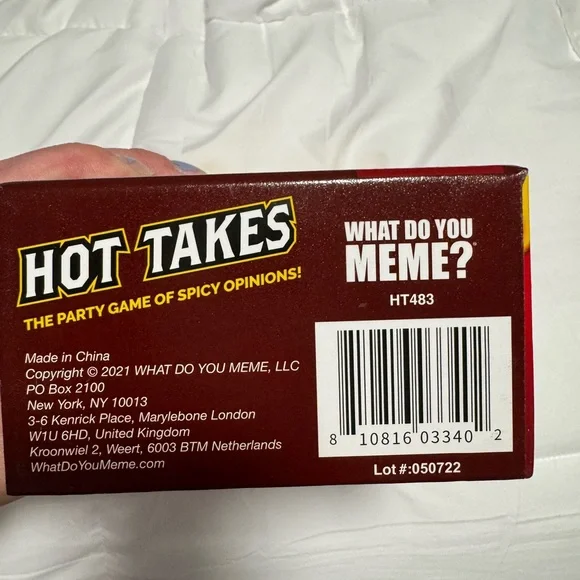 HOT TAKES
THE PARTY GAME OF SPICY OPINIONS!
Made in China
Copyright © 2021 WHAT DO YOU MEME, LLC
PO Box 2100
New York, NY 10013
3-6 Kenrick Place, Marylebone London
W1U 6HD, United Kingdom
Kroonwiel 2, Weert, 6003 BTM Netherlands
WhatDoYouMeme.com
WHAT DO YOU
MEME?®
HT483
8 10816 03340 2
Lot #:050722